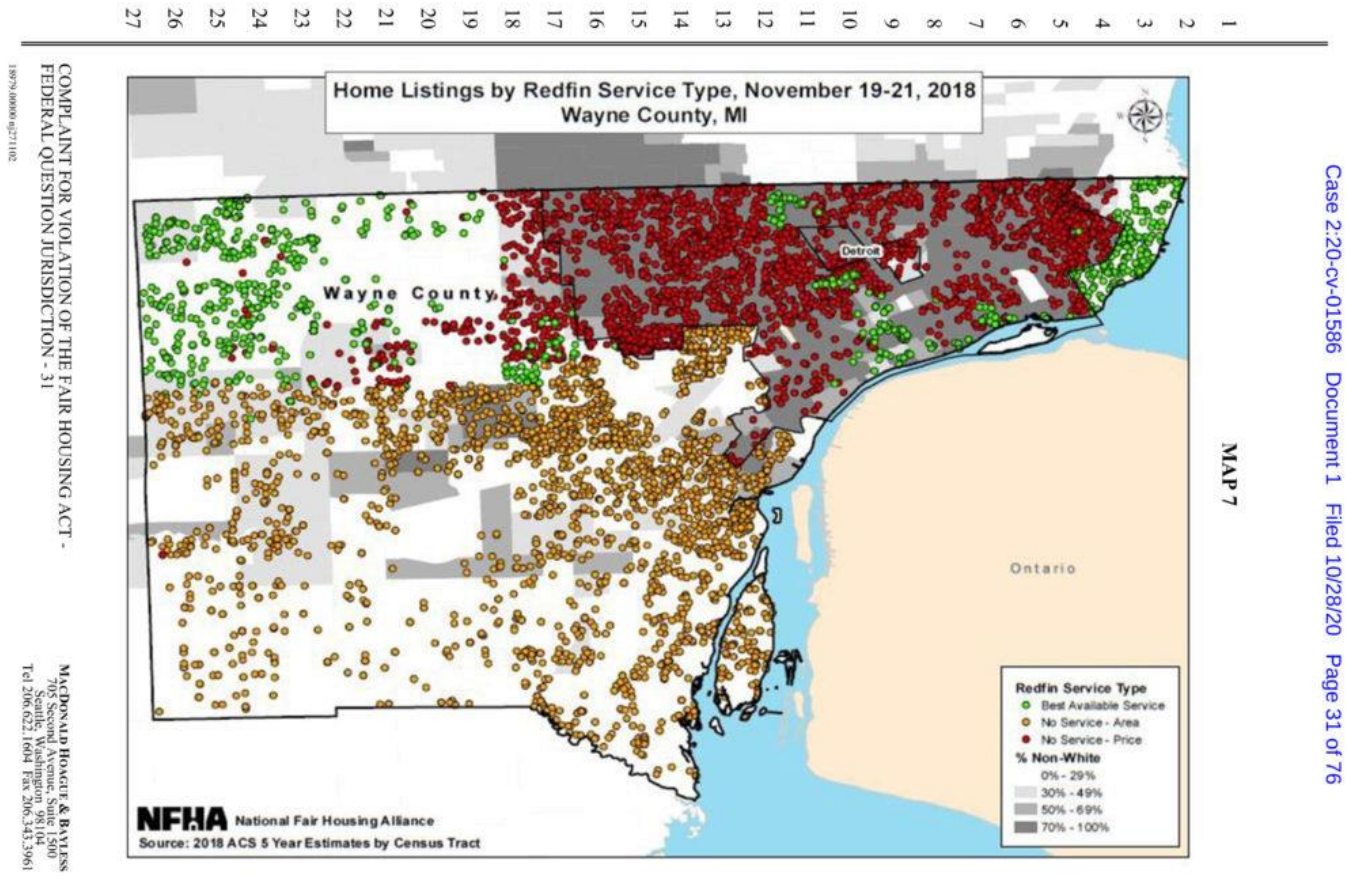 Case 2:20-cv-01586 Document 1 Filed 10/28/20 Page 31 of 76
1
2
3
4
5
6
7
8
9
10
11
12
13
14
15
16
17
18
19
20
21
22
23
24
25
26
27
MAP 7
Home Listings by Redfin Service Type, November 19-21, 2018
Wayne County, MI
Wayne County
Detroit
Ontario
Redfin Service Type
Best Available Service
No Service - Area
No Service - Price
% Non-White
0% - 29%
30% - 49%
50% - 69%
70% - 100%
NFHA National Fair Housing Alliance
Source: 2018 ACS 5 Year Estimates by Census Tract
COMPLAINT FOR VIOLATION OF THE FAIR HOUSING ACT -
FEDERAL QUESTION JURISDICTION - 31
MACDONALD HOAGUE & BAYLESS
705 Second Avenue, Suite 1500
Seattle, Washington 98104
Tel 206.622.1604 Fax 206.343.3961